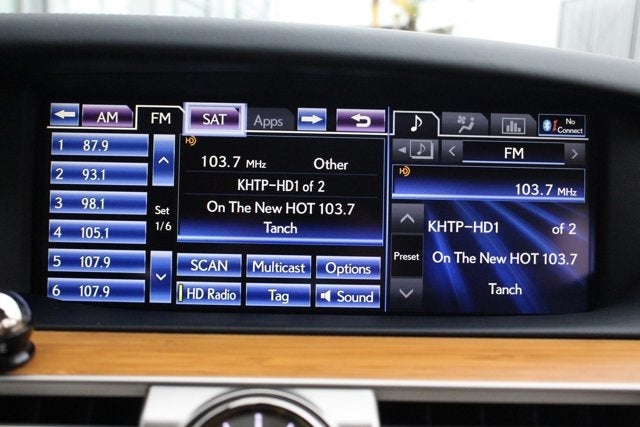 AM FM SAT Apps
No Connect
1 87.9
2 93.1
3 98.1
4 105.1
5 107.9
6 107.9
Set
1/6
HD
103.7 MHz Other
KHTP-HD1 of 2
On The New HOT 103.7
Tanch
SCAN Multicast Options
HD Radio Tag Sound
FM
HD
103.7 MHz
Preset
KHTP-HD1 of 2
On The New HOT 103.7
Tanch